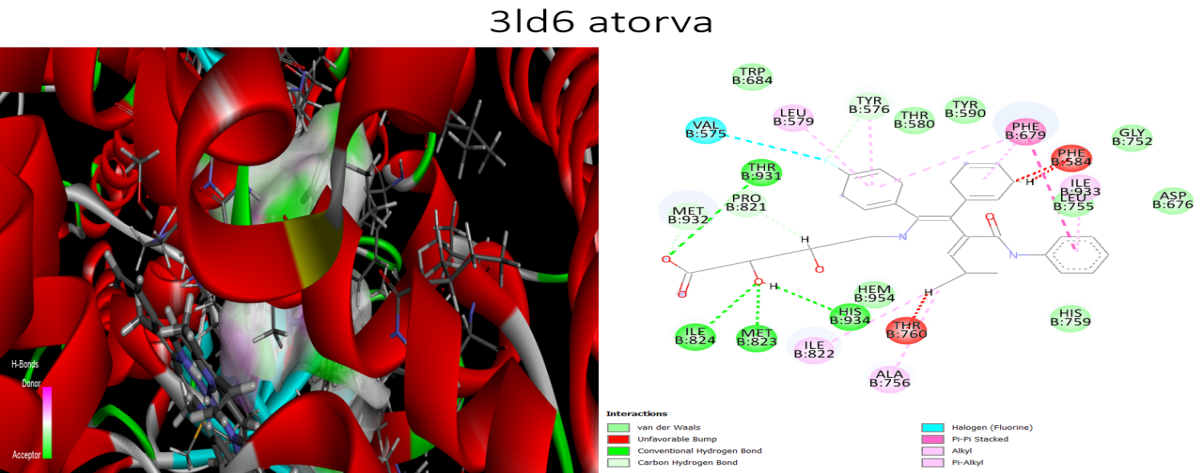 3ld6 atorva
H-Bonds
Donor
Acceptor
TRP
B:684
VAL
B:575
LEU
B:579
TYR
B:576
THR
B:580
TYR
B:590
PHE
B:679
GLY
B:752
PHE
B:584
H
ILE
B:933
LEU
B:755
ASP
B:676
THR
B:931
PRO
B:821
MET
B:932
H
O
N
O
N
O
O
O
H
O
H
HEM
B:954
HIS
B:934
ILE
B:824
MET
B:823
ILE
B:822
THR
B:760
HIS
B:759
ALA
B:756
Interactions
van der Waals
Unfavorable Bump
Conventional Hydrogen Bond
Carbon Hydrogen Bond
Halogen (Fluorine)
Pi-Pi Stacked
Alkyl
Pi-Alkyl